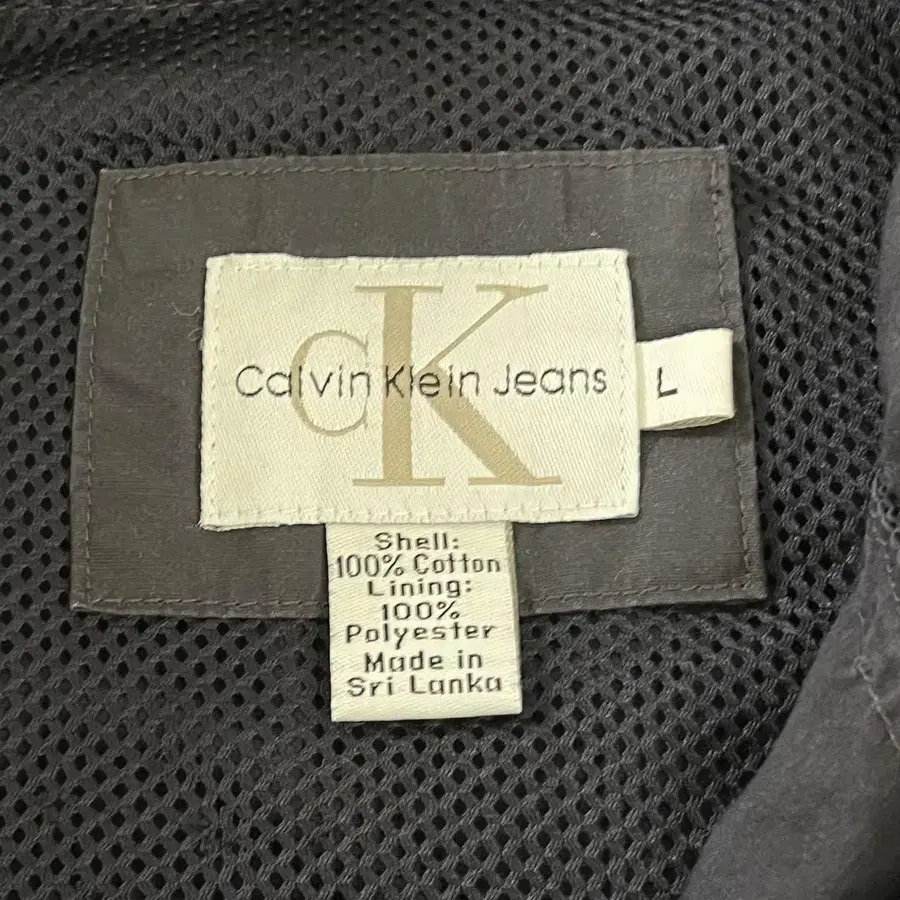 CK
Calvin Klein Jeans
L
Shell:
100% Cotton
Lining:
100%
Polyester
Made in
Sri Lanka